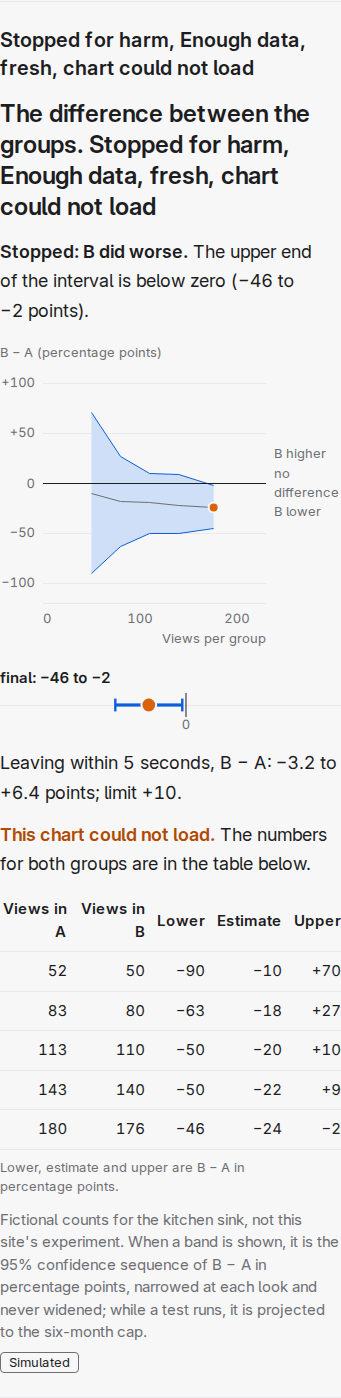 Stopped for harm, Enough data,
fresh, chart could not load
The difference between the
groups. Stopped for harm,
Enough data, fresh, chart
could not load
Stopped: B did worse. The upper end
of the interval is below zero (−46 to
−2 points).
B − A (percentage points)
+100
+50
0
−50
−100
B higher
no
difference
B lower
0 100 200
Views per group
final: −46 to −2
0
Leaving within 5 seconds, B − A: −3.2 to
+6.4 points; limit +10.
This chart could not load. The numbers
for both groups are in the table below.
Views in A Views in B Lower Estimate Upper
52 50 −90 −10 +70
83 80 −63 −18 +27
113 110 −50 −20 +10
143 140 −50 −22 +9
180 176 −46 −24 −2
Lower, estimate and upper are B − A in
percentage points.
Fictional counts for the kitchen sink, not this
site's experiment. When a band is shown, it is the
95% confidence sequence of B − A in
percentage points, narrowed at each look and
never widened; while a test runs, it is projected
to the six-month cap.
Simulated